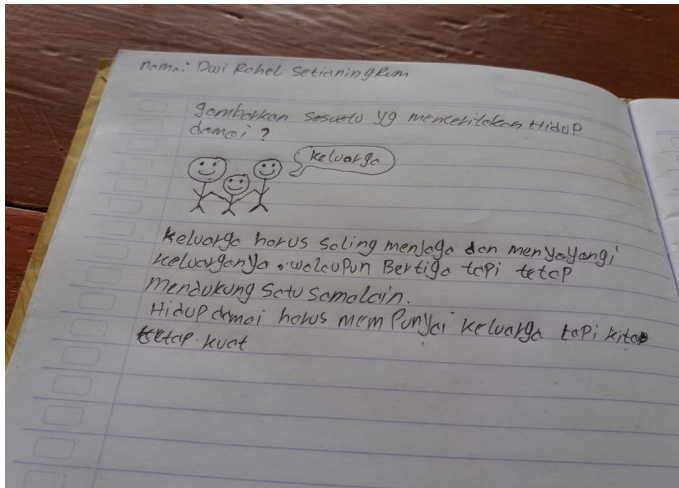 nama: Dwi Rahel setianingRum
gambarkan sesuatu yg menceritakan Hidup
damai ?
keluarga
keluarga harus saling menjaga dan menyayangi
keluarganya . walaupun Bertiga tapi tetap
mendukung satu samalain.
Hidup damai harus mempunyai keluarga tapi kita
tetap. kuat